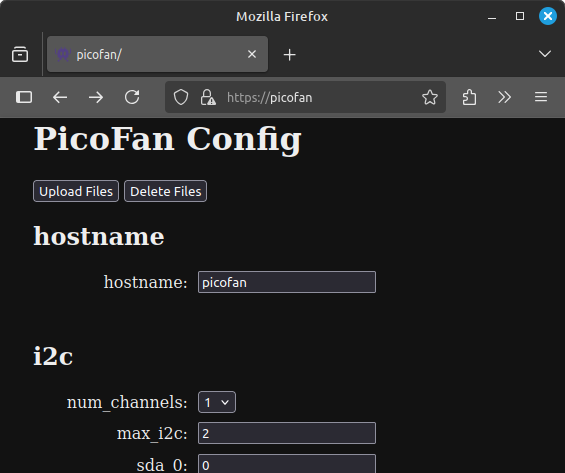 Mozilla Firefox
picofan/
https://picofan
PicoFan Config
Upload Files Delete Files
hostname
hostname: picofan
i2c
num_channels: 1
max_i2c: 2
sda_0: 0